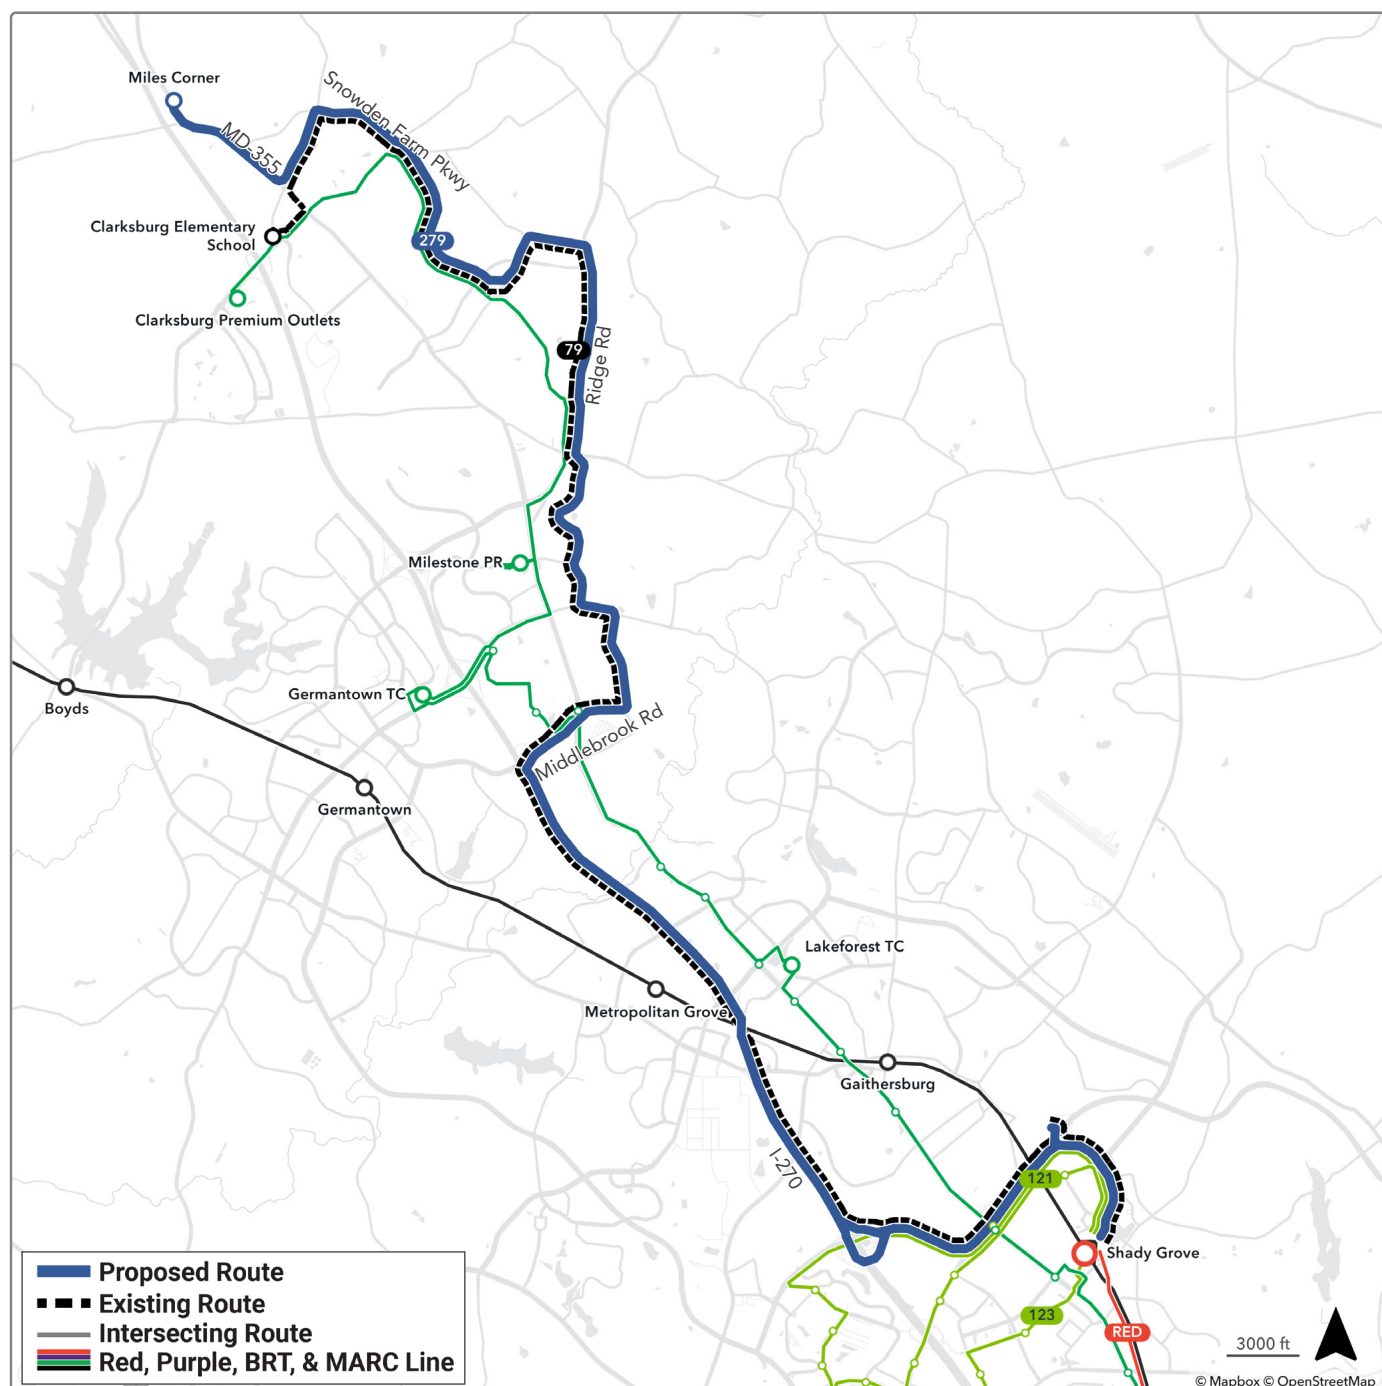 Miles Corner
Snowden Farm Pkwy
MD-355
Clarksburg Elementary
School
279
Clarksburg Premium Outlets
79
Ridge Rd
Milestone PR
Germantown TC
Boyds
Middlebrook Rd
Germantown
Lakeforest TC
Metropolitan Grove
Gaithersburg
I-270
121
Shady Grove
123
RED
Proposed Route
Existing Route
Intersecting Route
Red, Purple, BRT, & MARC Line
3000 ft
© Mapbox © OpenStreetMap